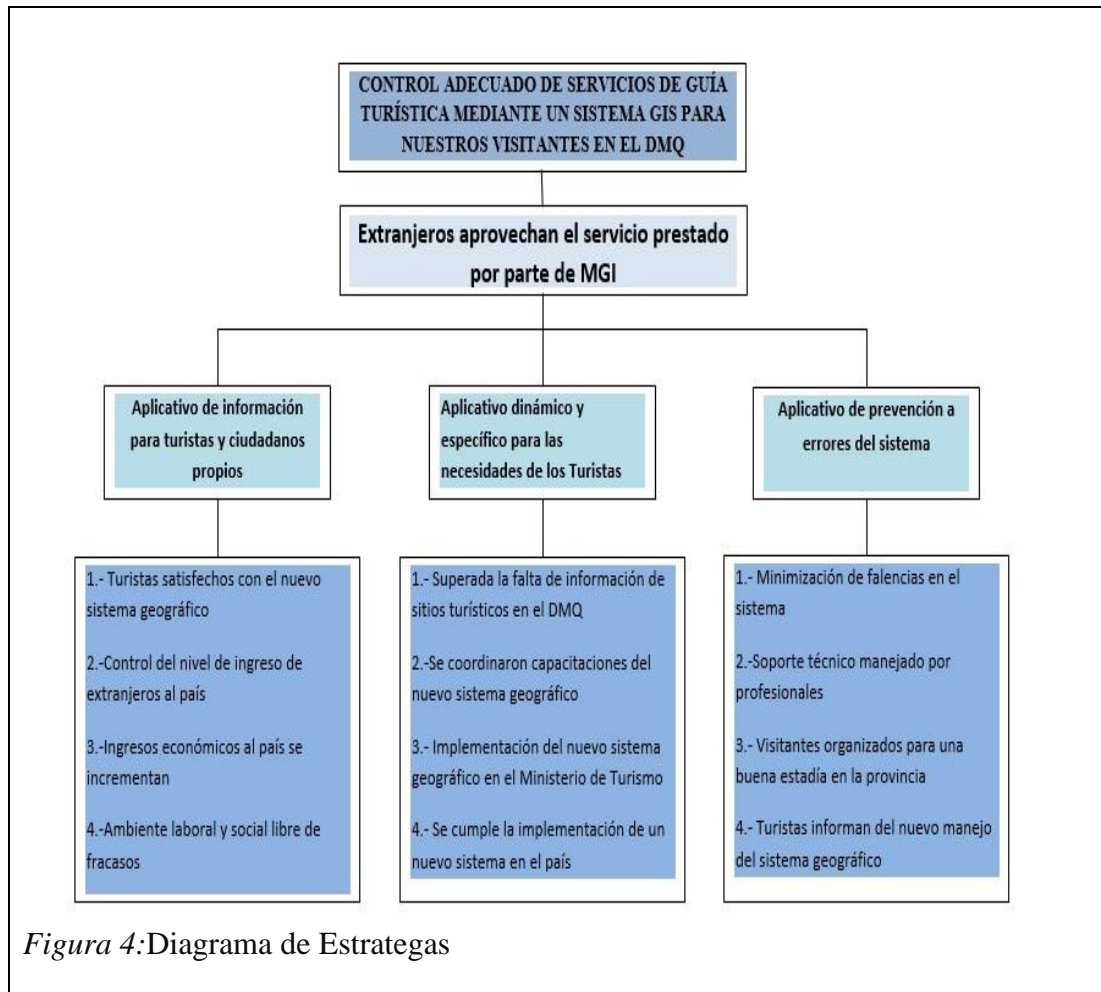 CONTROL ADECUADO DE SERVICIOS DE GUÍA
TURÍSTICA MEDIANTE UN SISTEMA GIS PARA
NUESTROS VISITANTES EN EL DMQ
Extranjeros aprovechan el servicio prestado
por parte de MGI
Aplicativo de información
para turistas y ciudadanos
propios
Aplicativo dinámico y
específico para las
necesidades de los Turistas
Aplicativo de prevención a
errores del sistema
1.- Turistas satisfechos con el nuevo
sistema geográfico
2.-Control del nivel de ingreso de
extranjeros al país
3.-Ingresos económicos al país se
incrementan
4.-Ambiente laboral y social libre de
fracasos
1.- Superada la falta de información de
sitios turísticos en el DMQ
2.-Se coordinaron capacitaciones del
nuevo sistema geográfico
3.- Implementación del nuevo sistema
geográfico en el Ministerio de Turismo
4.- Se cumple la implementación de un
nuevo sistema en el país
1.- Minimización de falencias en el
sistema
2.-Soporte técnico manejado por
profesionales
3.- Visitantes organizados para una
buena estadía en la provincia
4.- Turistas informan del nuevo manejo
del sistema geográfico
Figura 4:Diagrama de Estrategas